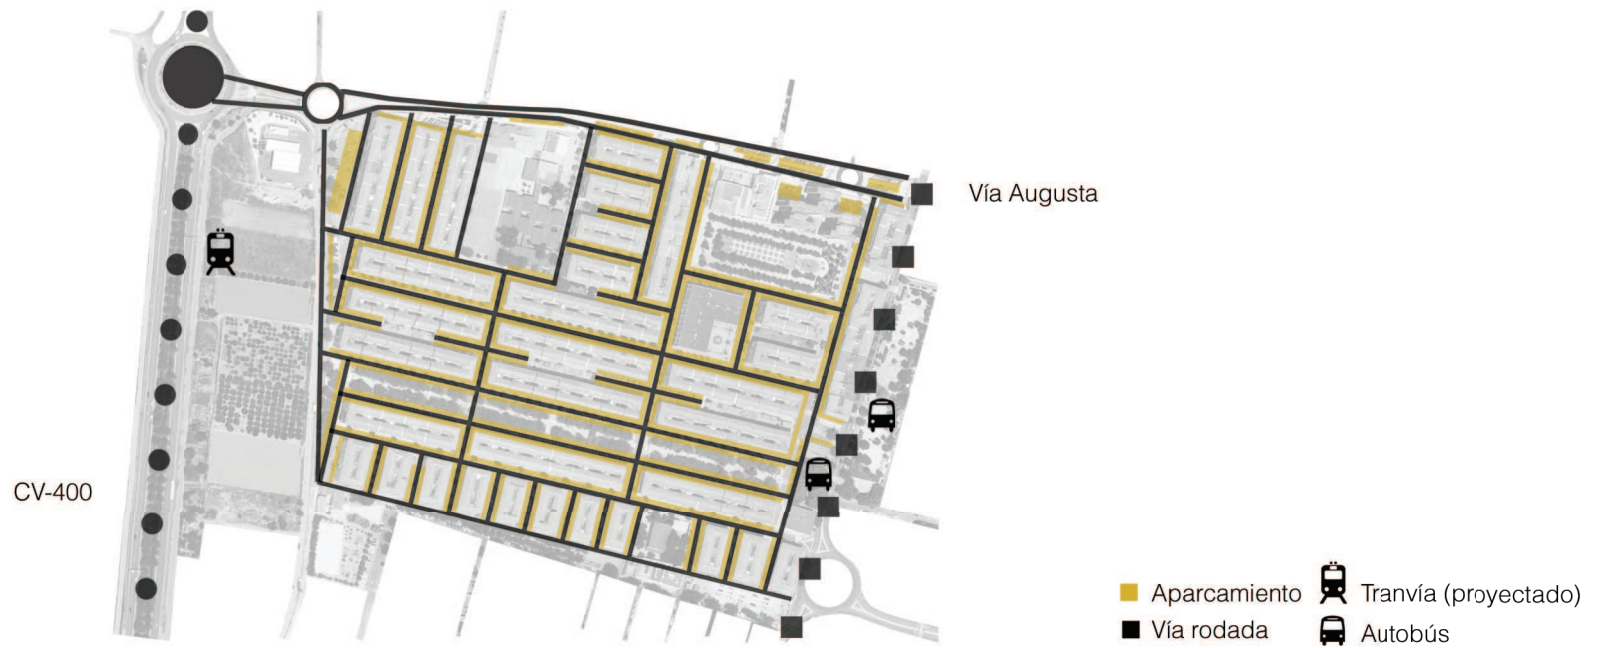 Vía Augusta
CV-400
Aparcamiento
Tranvía (proyectado)
Vía rodada
Autobús